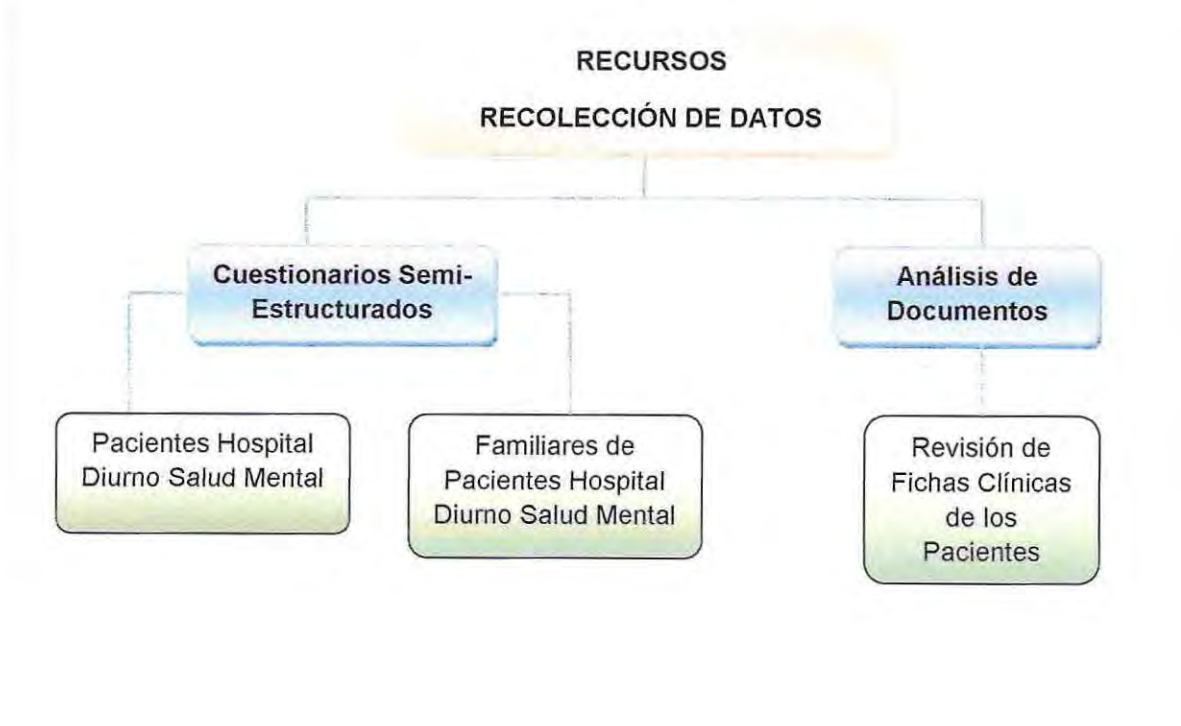 RECURSOS
RECOLECCIÓN DE DATOS
Cuestionarios Semi-
Estructurados
Análisis de
Documentos
Pacientes Hospital
Diurno Salud Mental
Familiares de
Pacientes Hospital
Diurno Salud Mental
Revisión de
Fichas Clínicas
de los
Pacientes